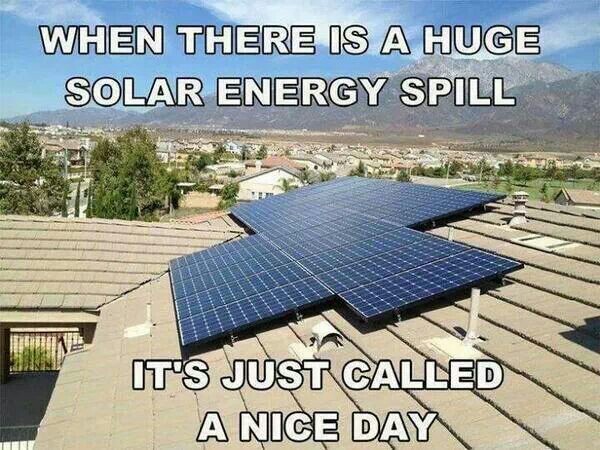 WHEN THERE IS A HUGE
SOLAR ENERGY SPILL
IT'S JUST CALLED
A NICE DAY